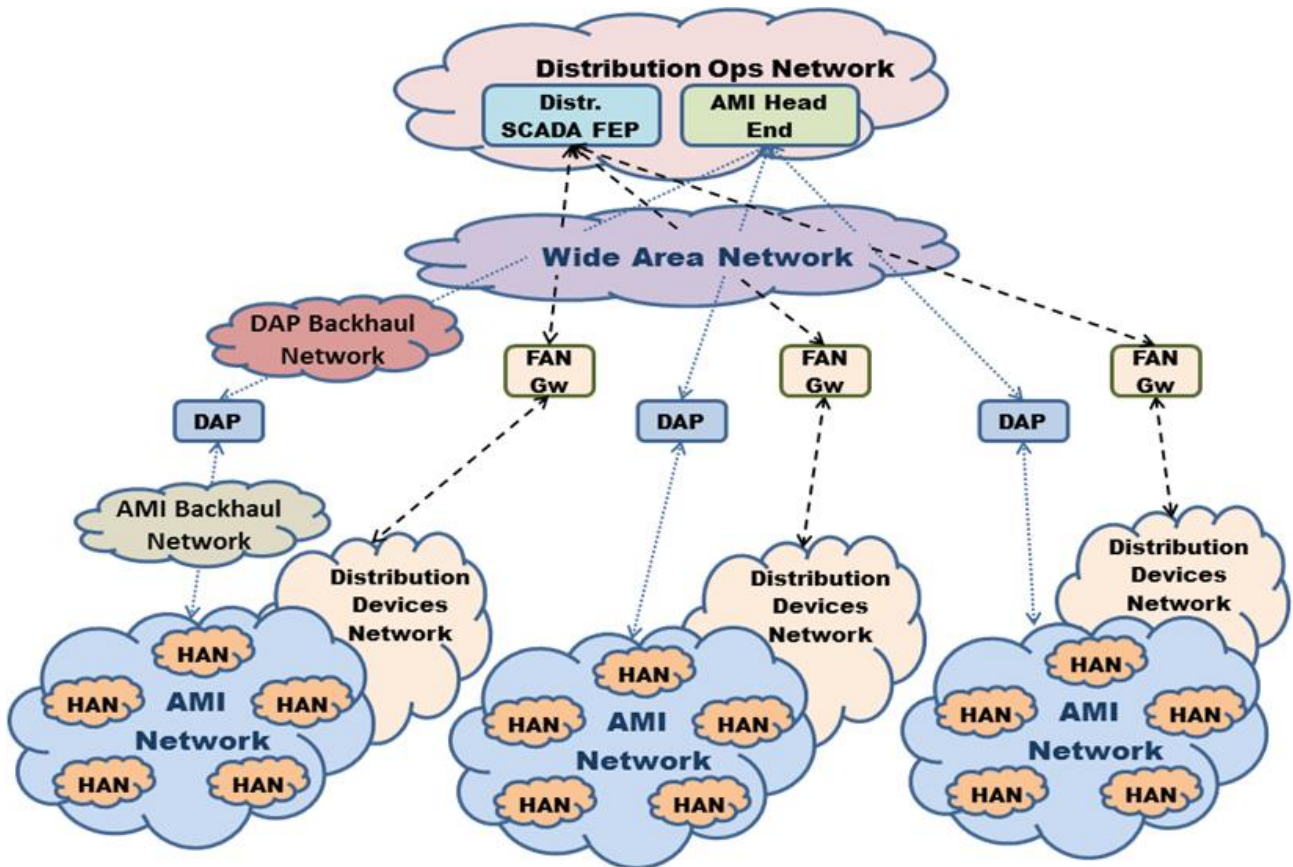 Distribution Ops Network
Distr.
SCADA FEP
AMI Head
End
Wide Area Network
DAP Backhaul
Network
FAN
Gw
FAN
Gw
FAN
Gw
DAP
DAP
DAP
AMI Backhaul
Network
Distribution
Devices
Network
Distribution
Devices
Network
Distribution
Devices
Network
HAN
HAN
AMI
HAN
Network
HAN
HAN
HAN
HAN
AMI
HAN
Network
HAN
HAN
HAN
HAN
AMI
HAN
Network
HAN
HAN